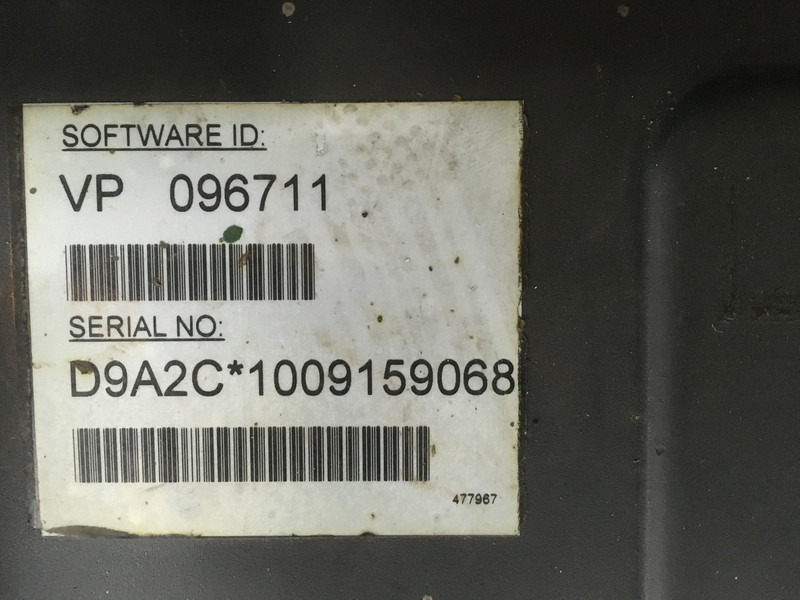 SOFTWARE ID:
VP 096711
SERIAL NO:
D9A2C*1009159068
477967